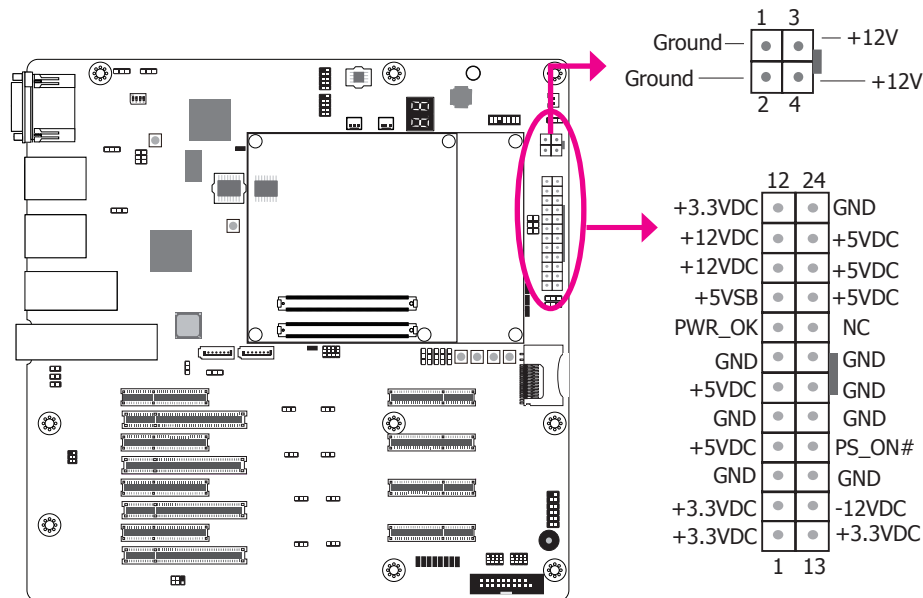 1 3
Ground +12V
Ground +12V
2 4
12 24
+3.3VDC GND
+12VDC +5VDC
+12VDC +5VDC
+5VSB +5VDC
PWR_OK NC
GND GND
+5VDC GND
GND GND
+5VDC PS_ON#
GND GND
+3.3VDC -12VDC
+3.3VDC +3.3VDC
1 13